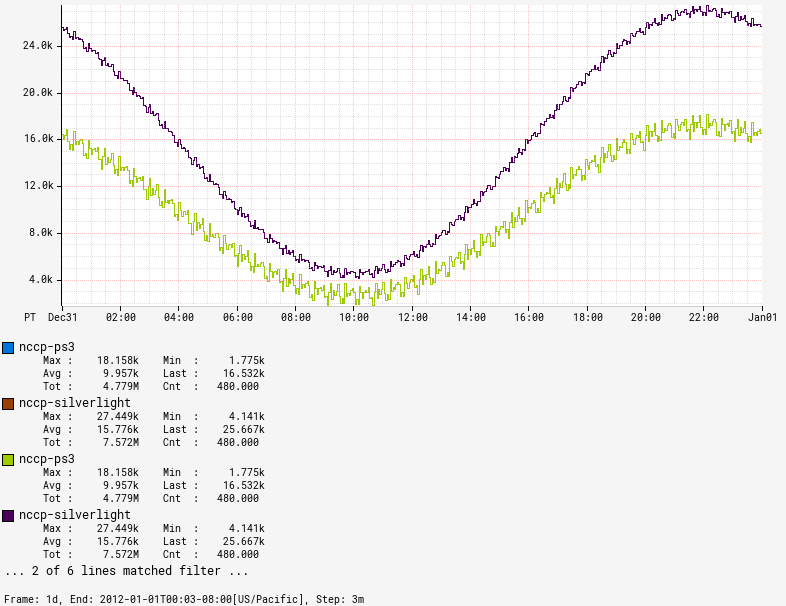 24.0k
20.0k
16.0k
12.0k
8.0k
4.0k
PT Dec31 02:00 04:00 06:00 08:00 10:00 12:00 14:00 16:00 18:00 20:00 22:00 Jan01
nccp-ps3
Max : 18.158k Min : 1.775k
Avg : 9.957k Last : 16.532k
Tot : 4.779M Cnt : 480.000
nccp-silverlight
Max : 27.449k Min : 4.141k
Avg : 15.776k Last : 25.667k
Tot : 7.572M Cnt : 480.000
nccp-ps3
Max : 18.158k Min : 1.775k
Avg : 9.957k Last : 16.532k
Tot : 4.779M Cnt : 480.000
nccp-silverlight
Max : 27.449k Min : 4.141k
Avg : 15.776k Last : 25.667k
Tot : 7.572M Cnt : 480.000
... 2 of 6 lines matched filter ...
Frame: 1d, End: 2012-01-01T00:03-08:00[US/Pacific], Step: 3m